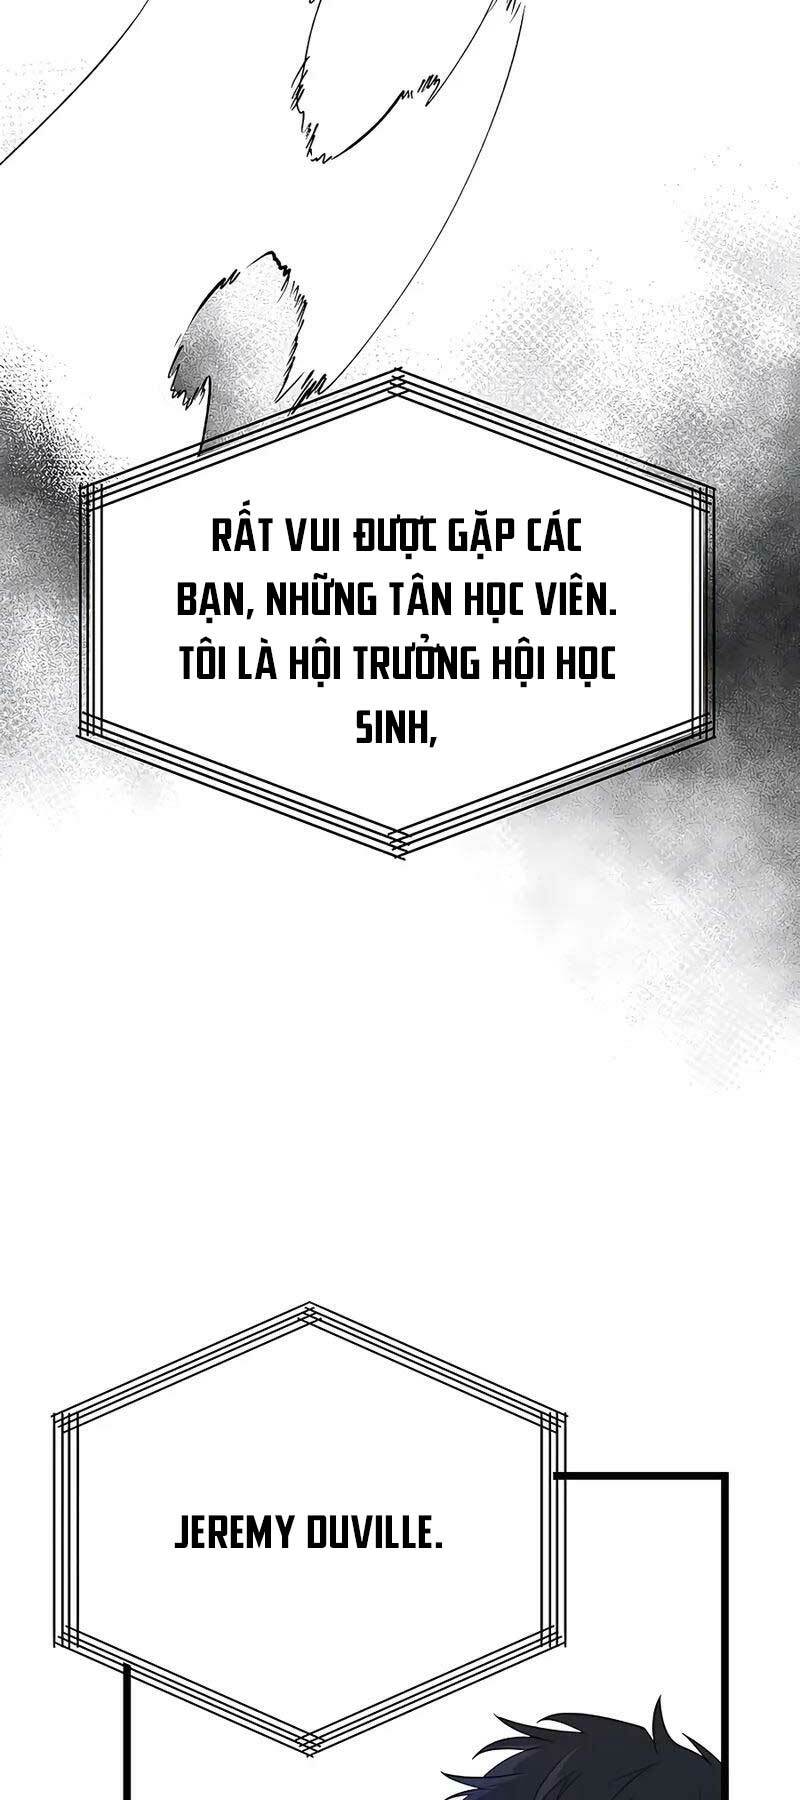 RẤT VUI ĐƯỢC GẶP CÁC
BẠN, NHỮNG TÂN HỌC VIÊN.
TÔI LÀ HỘI TRƯỞNG HỘI HỌC
SINH,
JEREMY DUVILLE.